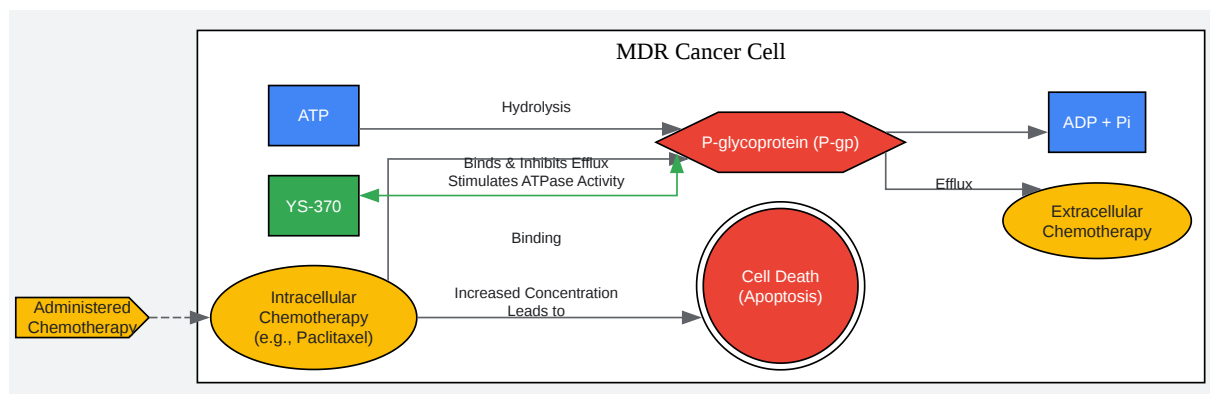 MDR Cancer Cell
ATP
Hydrolysis
P-glycoprotein (P-gp)
ADP + Pi
Binds & Inhibits Efflux
Stimulates ATPase Activity
YS-370
Efflux
Extracellular
Chemotherapy
Binding
Cell Death
(Apoptosis)
Administered
Chemotherapy
Intracellular
Chemotherapy
(e.g., Paclitaxel)
Increased Concentration
Leads to